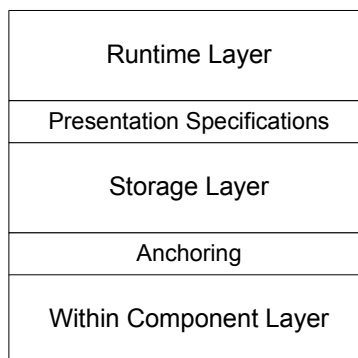 Runtime Layer
Presentation Specifications
Storage Layer
Anchoring
Within Component Layer